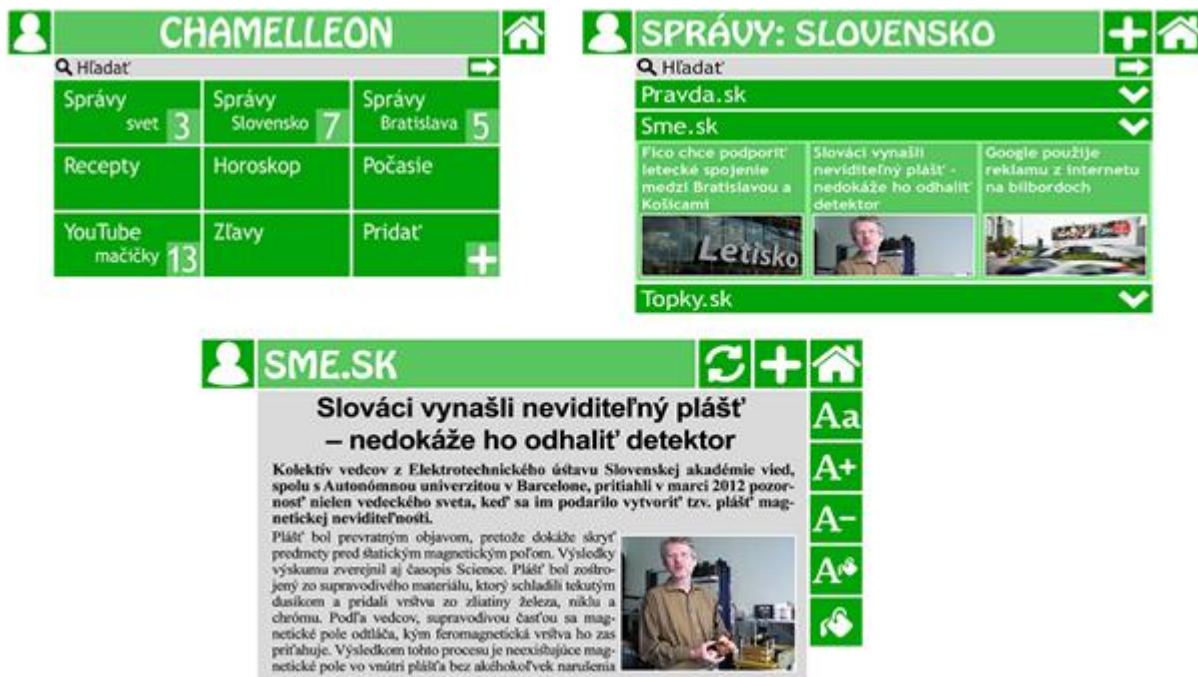 CHAMELLEON
Hľadať
Správy
svet 3
Správy
Slovensko 7
Správy
Bratislava 5
Recepty
Horoskop
Počasie
YouTube
mačičky 13
Zľavy
Pridať
SPRÁVY: SLOVENSKO
Hľadať
Pravda.sk
Sme.sk
Fico chce podporiť
letecké spojenie
medzi Bratislavou a
Košicami
Slováci vynašli
neviditeľný plášť -
nedokáže ho odhaliť
detektor
Google použije
reklamu z internetu
na bilbordoch
Letisko
Topky.sk
SME.SK
Slováci vynašli neviditeľný plášť
– nedokáže ho odhaliť detektor
Kolektív vedcov z Elektrotechnického ústavu Slovenskej akadémie vied,
spolu s Autonómnou univerzitou v Barcelone, pritiahli v marci 2012 pozor-
nosť nielen vedeckého sveta, keď sa im podarilo vytvoriť tzv. plášť mag-
netickej neviditeľnosti.
Plášť bol prevratným objavom, pretože dokáže skryť
predmety pred statickým magnetickým poľom. Výsledky
výskumu zverejnil aj časopis Science. Plášť bol zostro-
jený zo supravodivého materiálu, ktorý schladili tekutým
dusíkom a pridali vrstvu zo zliatiny železa, niklu a
chrómu. Podľa vedcov, supravodivou časťou sa mag-
netické pole odtláča, kým feromagnetická vrstva ho zas
priťahuje. Výsledkom tohto procesu je neexistujúce mag-
netické pole vo vnútri plášťa bez akéhokoľvek narušenia
Aa
A+
A-
A